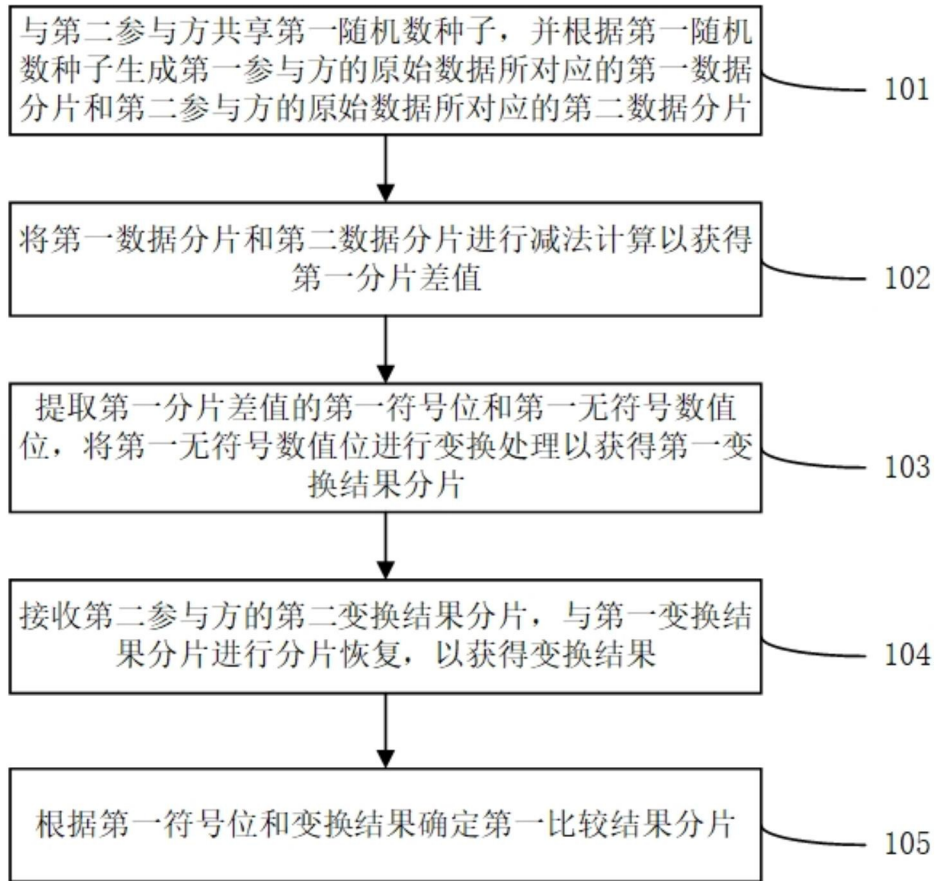 与第二参与方共享第一随机数种子，并根据第一随机
数种子生成第一参与方的原始数据所对应的第一数据
分片和第二参与方的原始数据所对应的第二数据分片
101
将第一数据分片和第二数据分片进行减法计算以获得
第一分片差值
102
提取第一分片差值的第一符号位和第一无符号数值
位，将第一无符号数值位进行变换处理以获得第一变
换结果分片
103
接收第二参与方的第二变换结果分片，与第一变换结
果分片进行分片恢复，以获得变换结果
104
根据第一符号位和变换结果确定第一比较结果分片
105